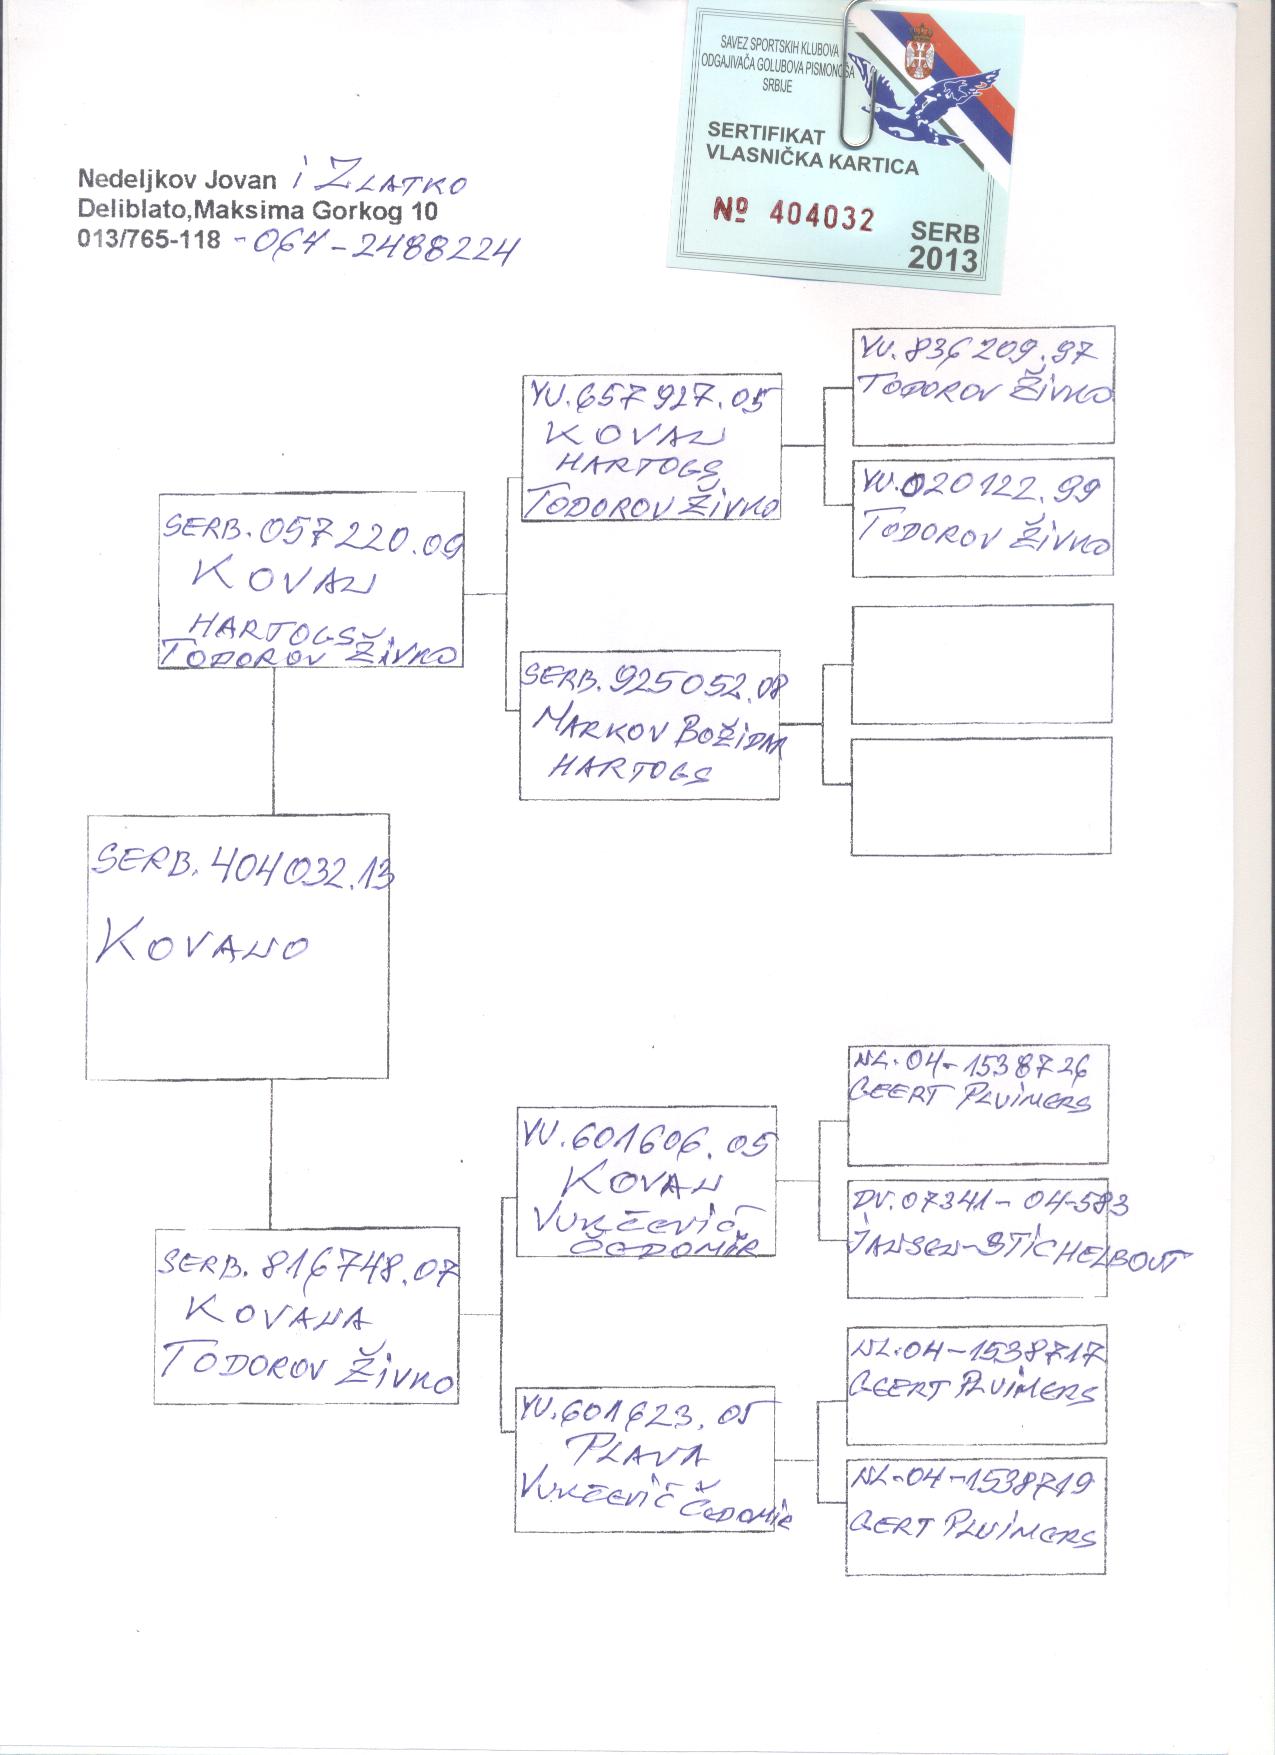 SAVEZ SPORTSKIH KLUBOVA
ODGAJIVAČA GOLUBOVA PISMONOŠA
SRBIJE
SERTIFIKAT
VLASNIČKA KARTICA
№ 404032
SERB
2013
Nedeljkov Jovan i ZLATKO
Deliblato,Maksima Gorkog 10
013/765-118 - 064-2488224
YU.836209.97
TODOROV ŽIVKO
YU.657927.05
KOVAN
HARTOGS
TODOROV ŽIVKO
YU.020122.99
TODOROV ŽIVKO
SERB.057220.09
KOVAN
HARTOGS
TODOROV ŽIVKO
SERB.925052.08
MARKOV BOŽIDAR
HARTOGS
SERB.404032.13
KOVANO
NL.04-1538726
GEERT PLUIMERS
YU.601606.05
KOVAN
VUKČEVIĆ
ČEDOMIR
DV.07341-04-583
JANSEN-STICHELBOUT
SERB.816748.07
KOVANA
TODOROV ŽIVKO
NL.04-1538717
GEERT PLUIMERS
YU.601623.05
PLAVA
VUKČEVIĆ ČEDOMIR
NL-04-1538719
GERT PLUIMERS